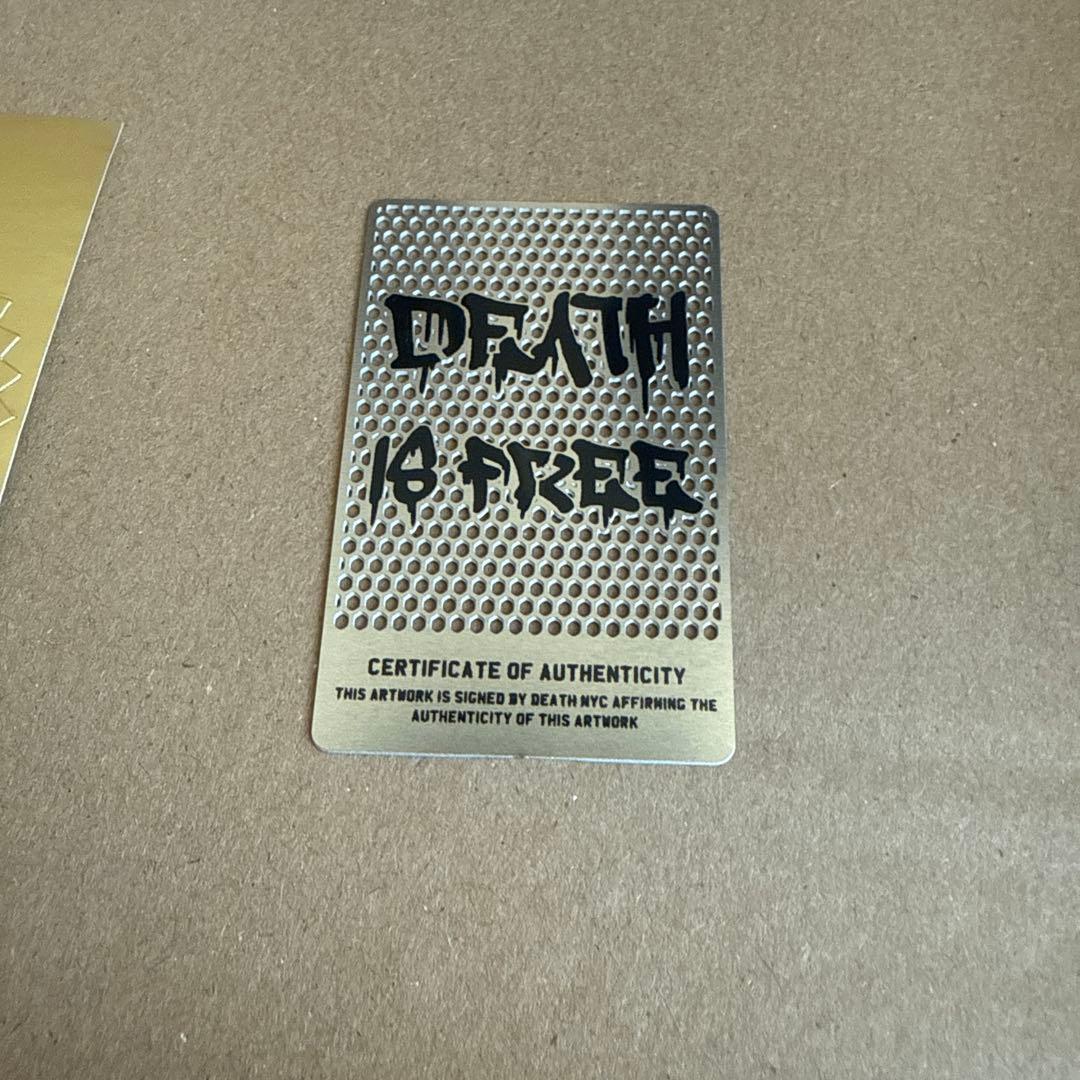 DEATH
IS FREE
CERTIFICATE OF AUTHENTICITY
THIS ARTWORK IS SIGNED BY DEATH NYC AFFIRMING THE
AUTHENTICITY OF THIS ARTWORK